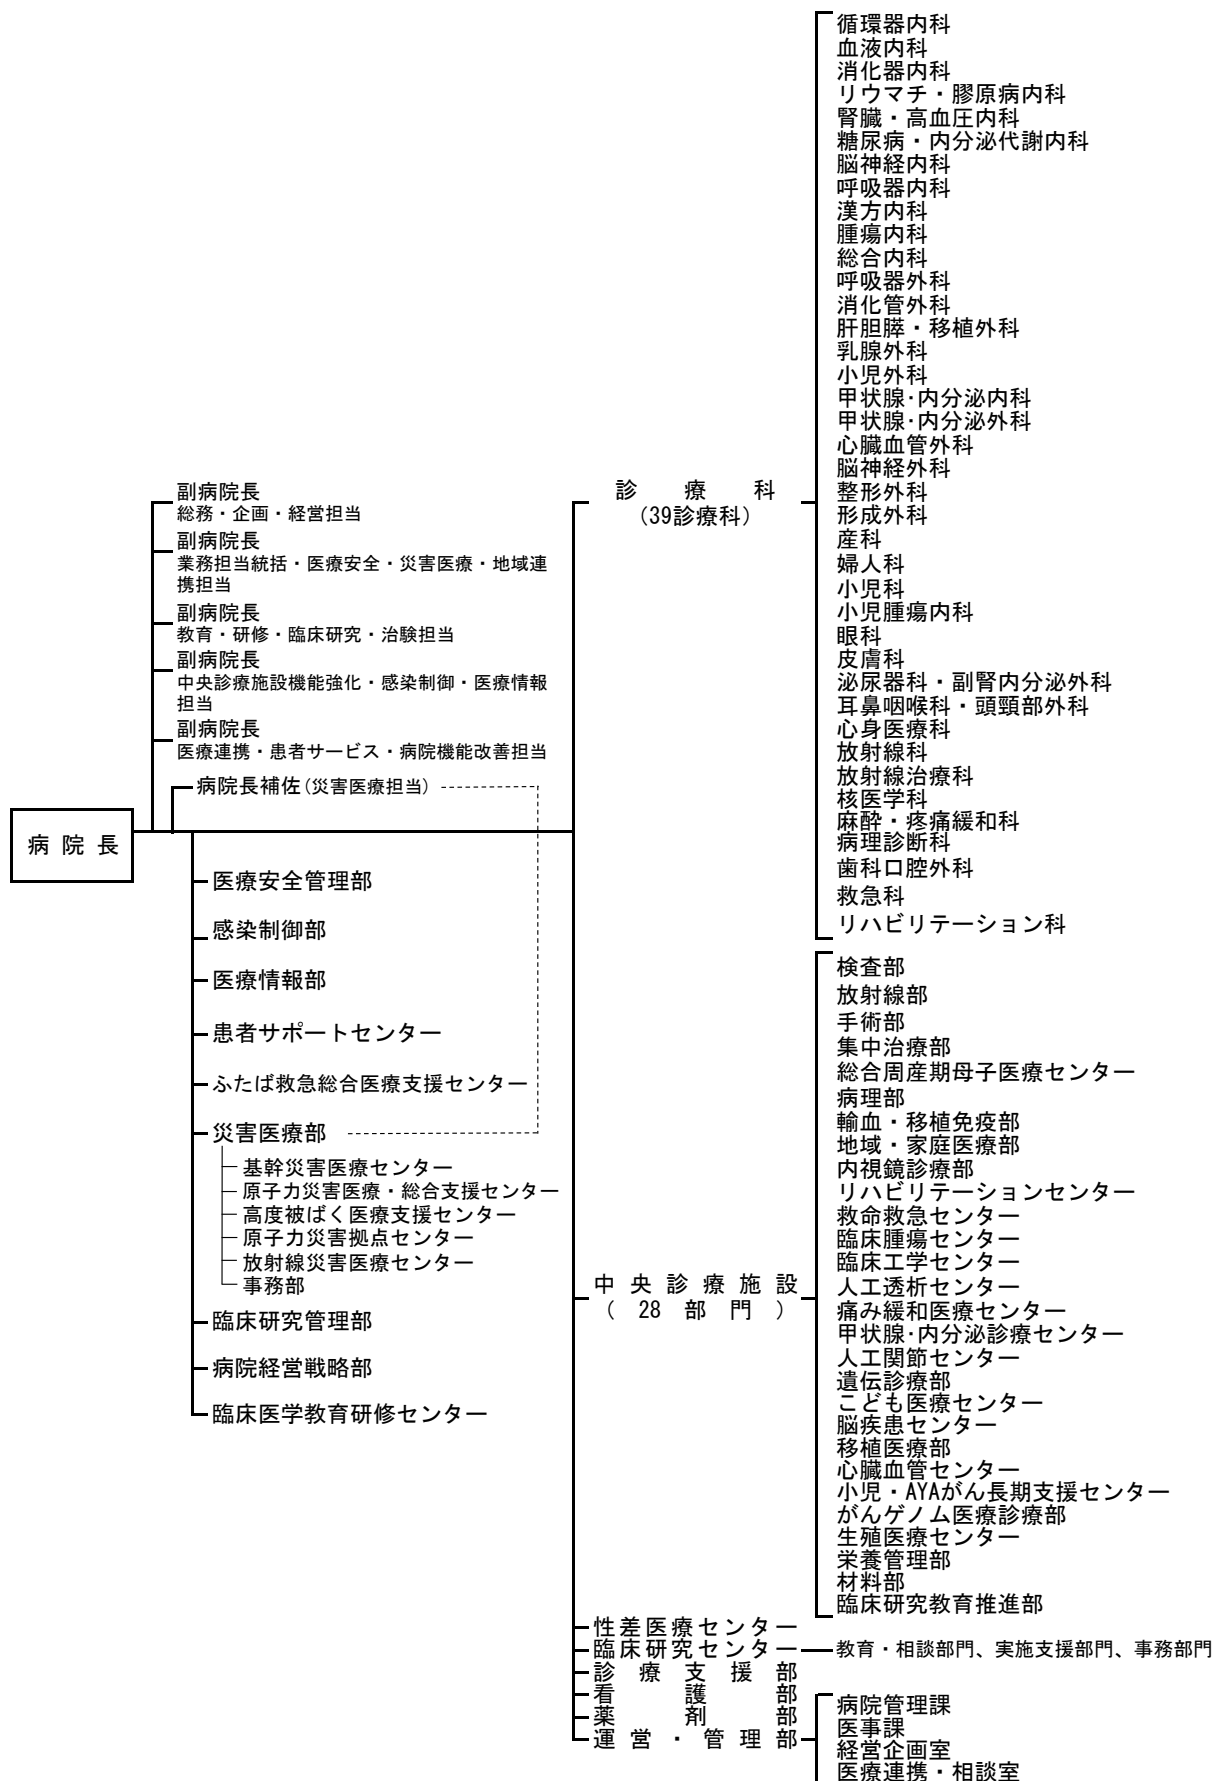 病院長
副病院長
総務・企画・経営担当
副病院長
業務担当統括・医療安全・災害医療・地域連
携担当
副病院長
教育・研修・臨床研究・治験担当
副病院長
中央診療施設機能強化・感染制御・医療情報
担当
副病院長
医療連携・患者サービス・病院機能改善担当
病院長補佐(災害医療担当)
医療安全管理部
感染制御部
医療情報部
患者サポートセンター
ふたば救急総合医療支援センター
災害医療部
基幹災害医療センター
原子力災害医療・総合支援センター
高度被ばく医療支援センター
原子力災害拠点センター
放射線災害医療センター
事務部
臨床研究管理部
病院経営戦略部
臨床医学教育研修センター
診療科
(39診療科)
循環器内科
血液内科
消化器内科
リウマチ・膠原病内科
腎臓・高血圧内科
糖尿病・内分泌代謝内科
脳神経内科
呼吸器内科
漢方内科
腫瘍内科
総合内科
呼吸器外科
消化管外科
肝胆膵・移植外科
乳腺外科
小児外科
甲状腺・内分泌内科
甲状腺・内分泌外科
心臓血管外科
脳神経外科
整形外科
形成外科
産科
婦人科
小児科
小児腫瘍内科
眼科
皮膚科
泌尿器科・副腎内分泌外科
耳鼻咽喉科・頭頸部外科
心身医療科
放射線科
放射線治療科
核医学科
麻酔・疼痛緩和科
病理診断科
歯科口腔外科
救急科
リハビリテーション科
中央診療施設
(28部門)
検査部
放射線部
手術部
集中治療部
総合周産期母子医療センター
病理部
輸血・移植免疫部
地域・家庭医療部
内視鏡診療部
リハビリテーションセンター
救命救急センター
臨床腫瘍センター
臨床工学センター
人工透析センター
痛み緩和医療センター
甲状腺・内分泌診療センター
人工関節センター
遺伝診療部
こども医療センター
脳疾患センター
移植医療部
心臓血管センター
小児・AYAがん長期支援センター
がんゲノム医療診療部
生殖医療センター
栄養管理部
材料部
臨床研究教育推進部
性差医療センター
臨床研究センター
教育・相談部門、実施支援部門、事務部門
診療支援部
看護部
薬剤部
運営・管理部
病院管理課
医事課
経営企画室
医療連携・相談室